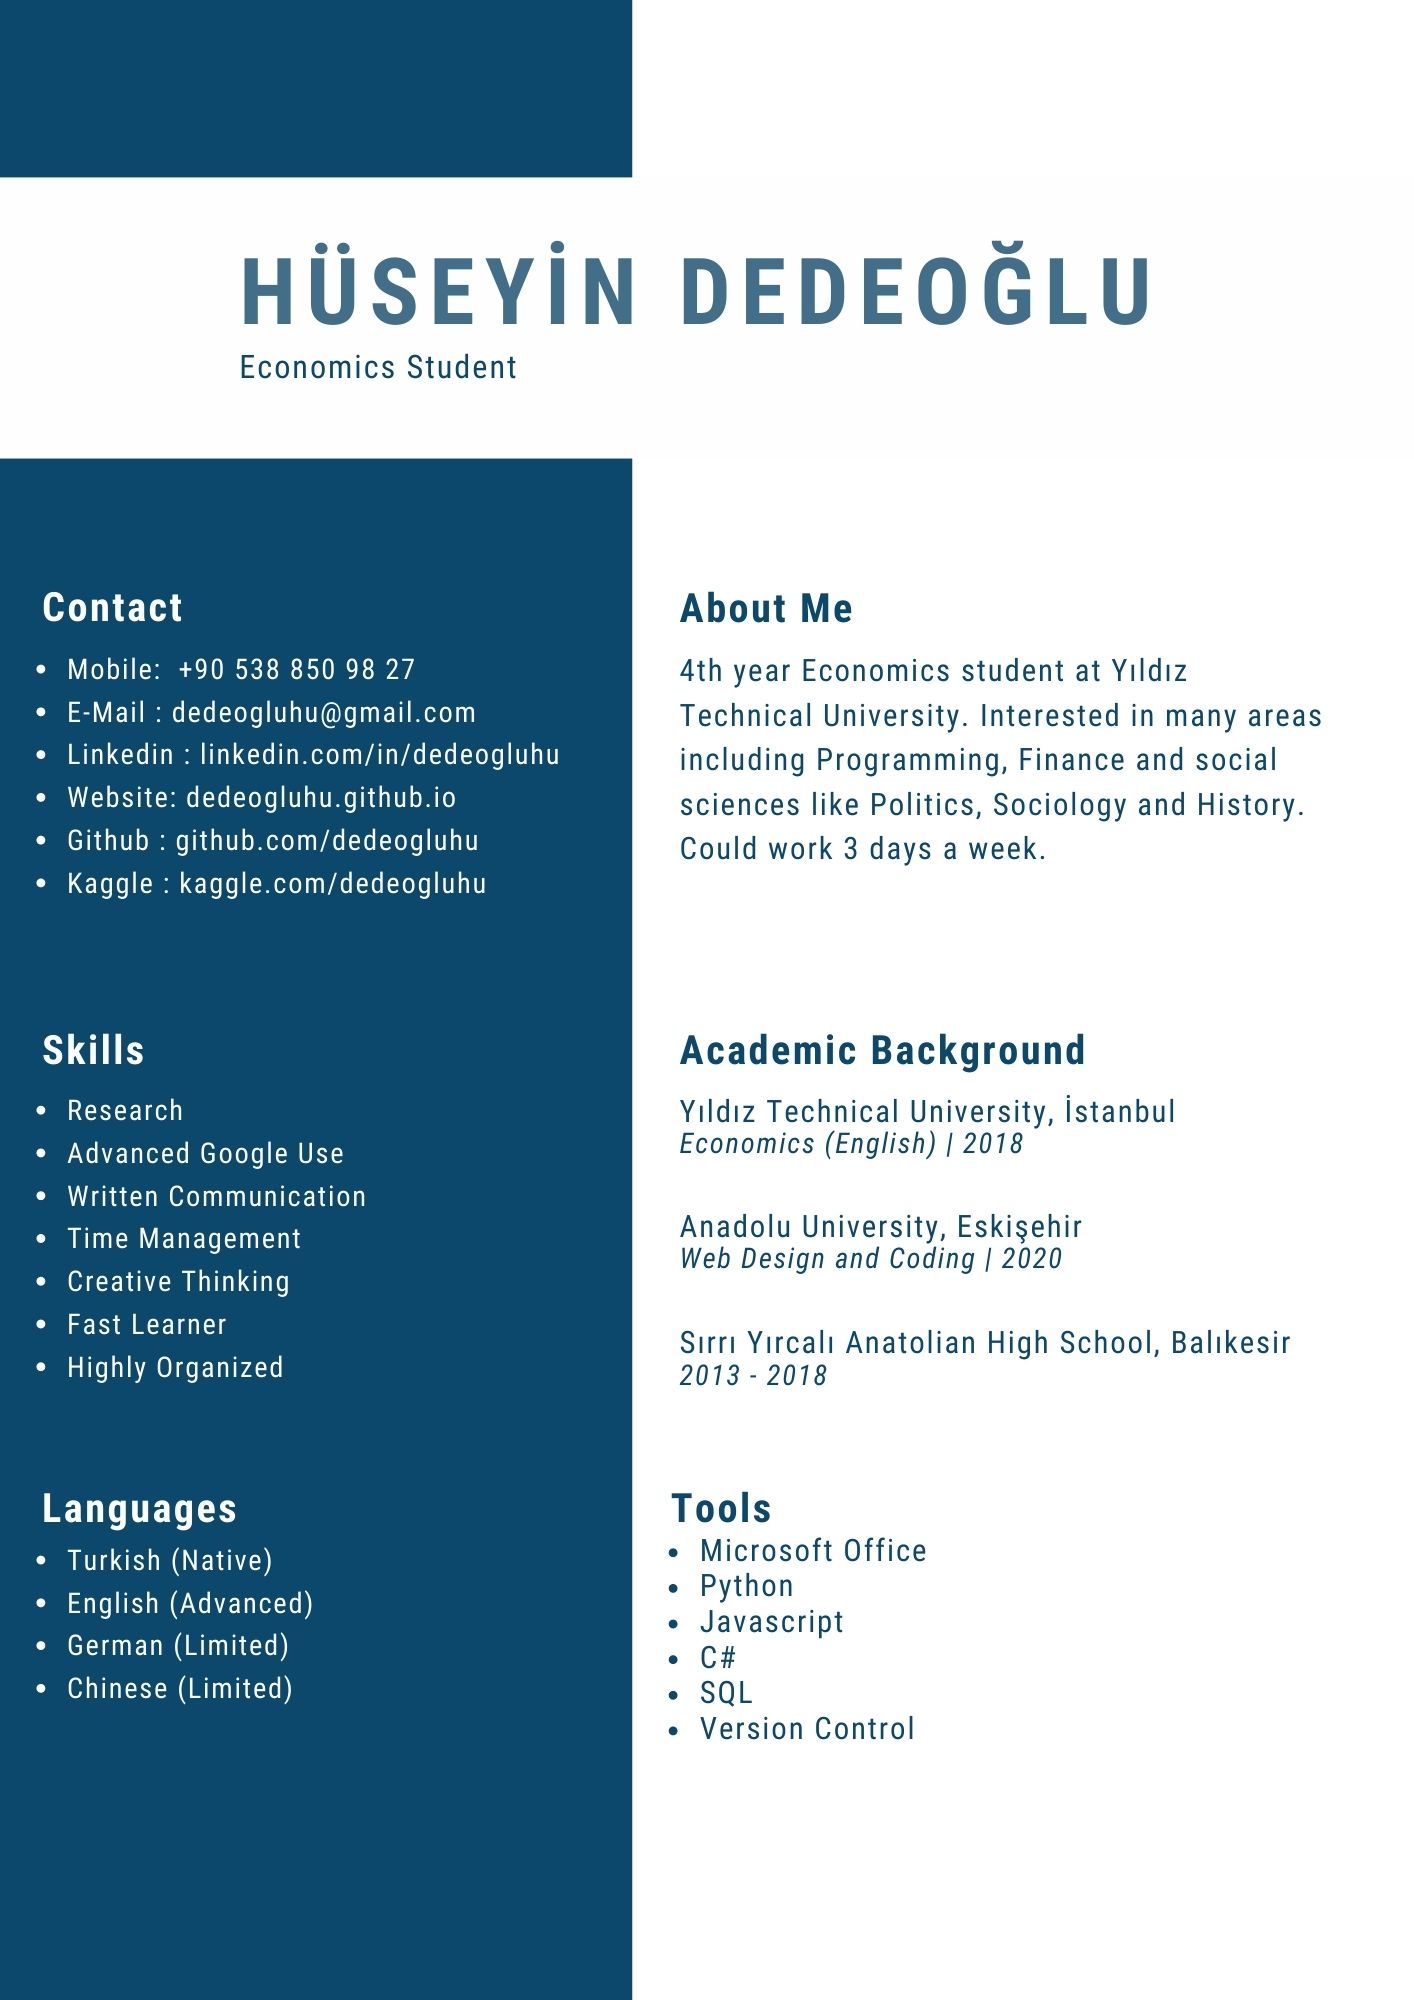 HÜSEYİN DEDEOĞLU
Economics Student
Contact
• Mobile:  +90 538 850 98 27
• E-Mail : dedeogluhu@gmail.com
• Linkedin : linkedin.com/in/dedeogluhu
• Website: dedeogluhu.github.io
• Github : github.com/dedeogluhu
• Kaggle : kaggle.com/dedeogluhu
Skills
• Research
• Advanced Google Use
• Written Communication
• Time Management
• Creative Thinking
• Fast Learner
• Highly Organized
Languages
• Turkish (Native)
• English (Advanced)
• German (Limited)
• Chinese (Limited)
About Me
4th year Economics student at Yıldız
Technical University. Interested in many areas
including Programming, Finance and social
sciences like Politics, Sociology and History.
Could work 3 days a week.
Academic Background
Yıldız Technical University, İstanbul
Economics (English) | 2018
Anadolu University, Eskişehir
Web Design and Coding | 2020
Sırrı Yırcalı Anatolian High School, Balıkesir
2013 - 2018
Tools
• Microsoft Office
• Python
• Javascript
• C#
• SQL
• Version Control